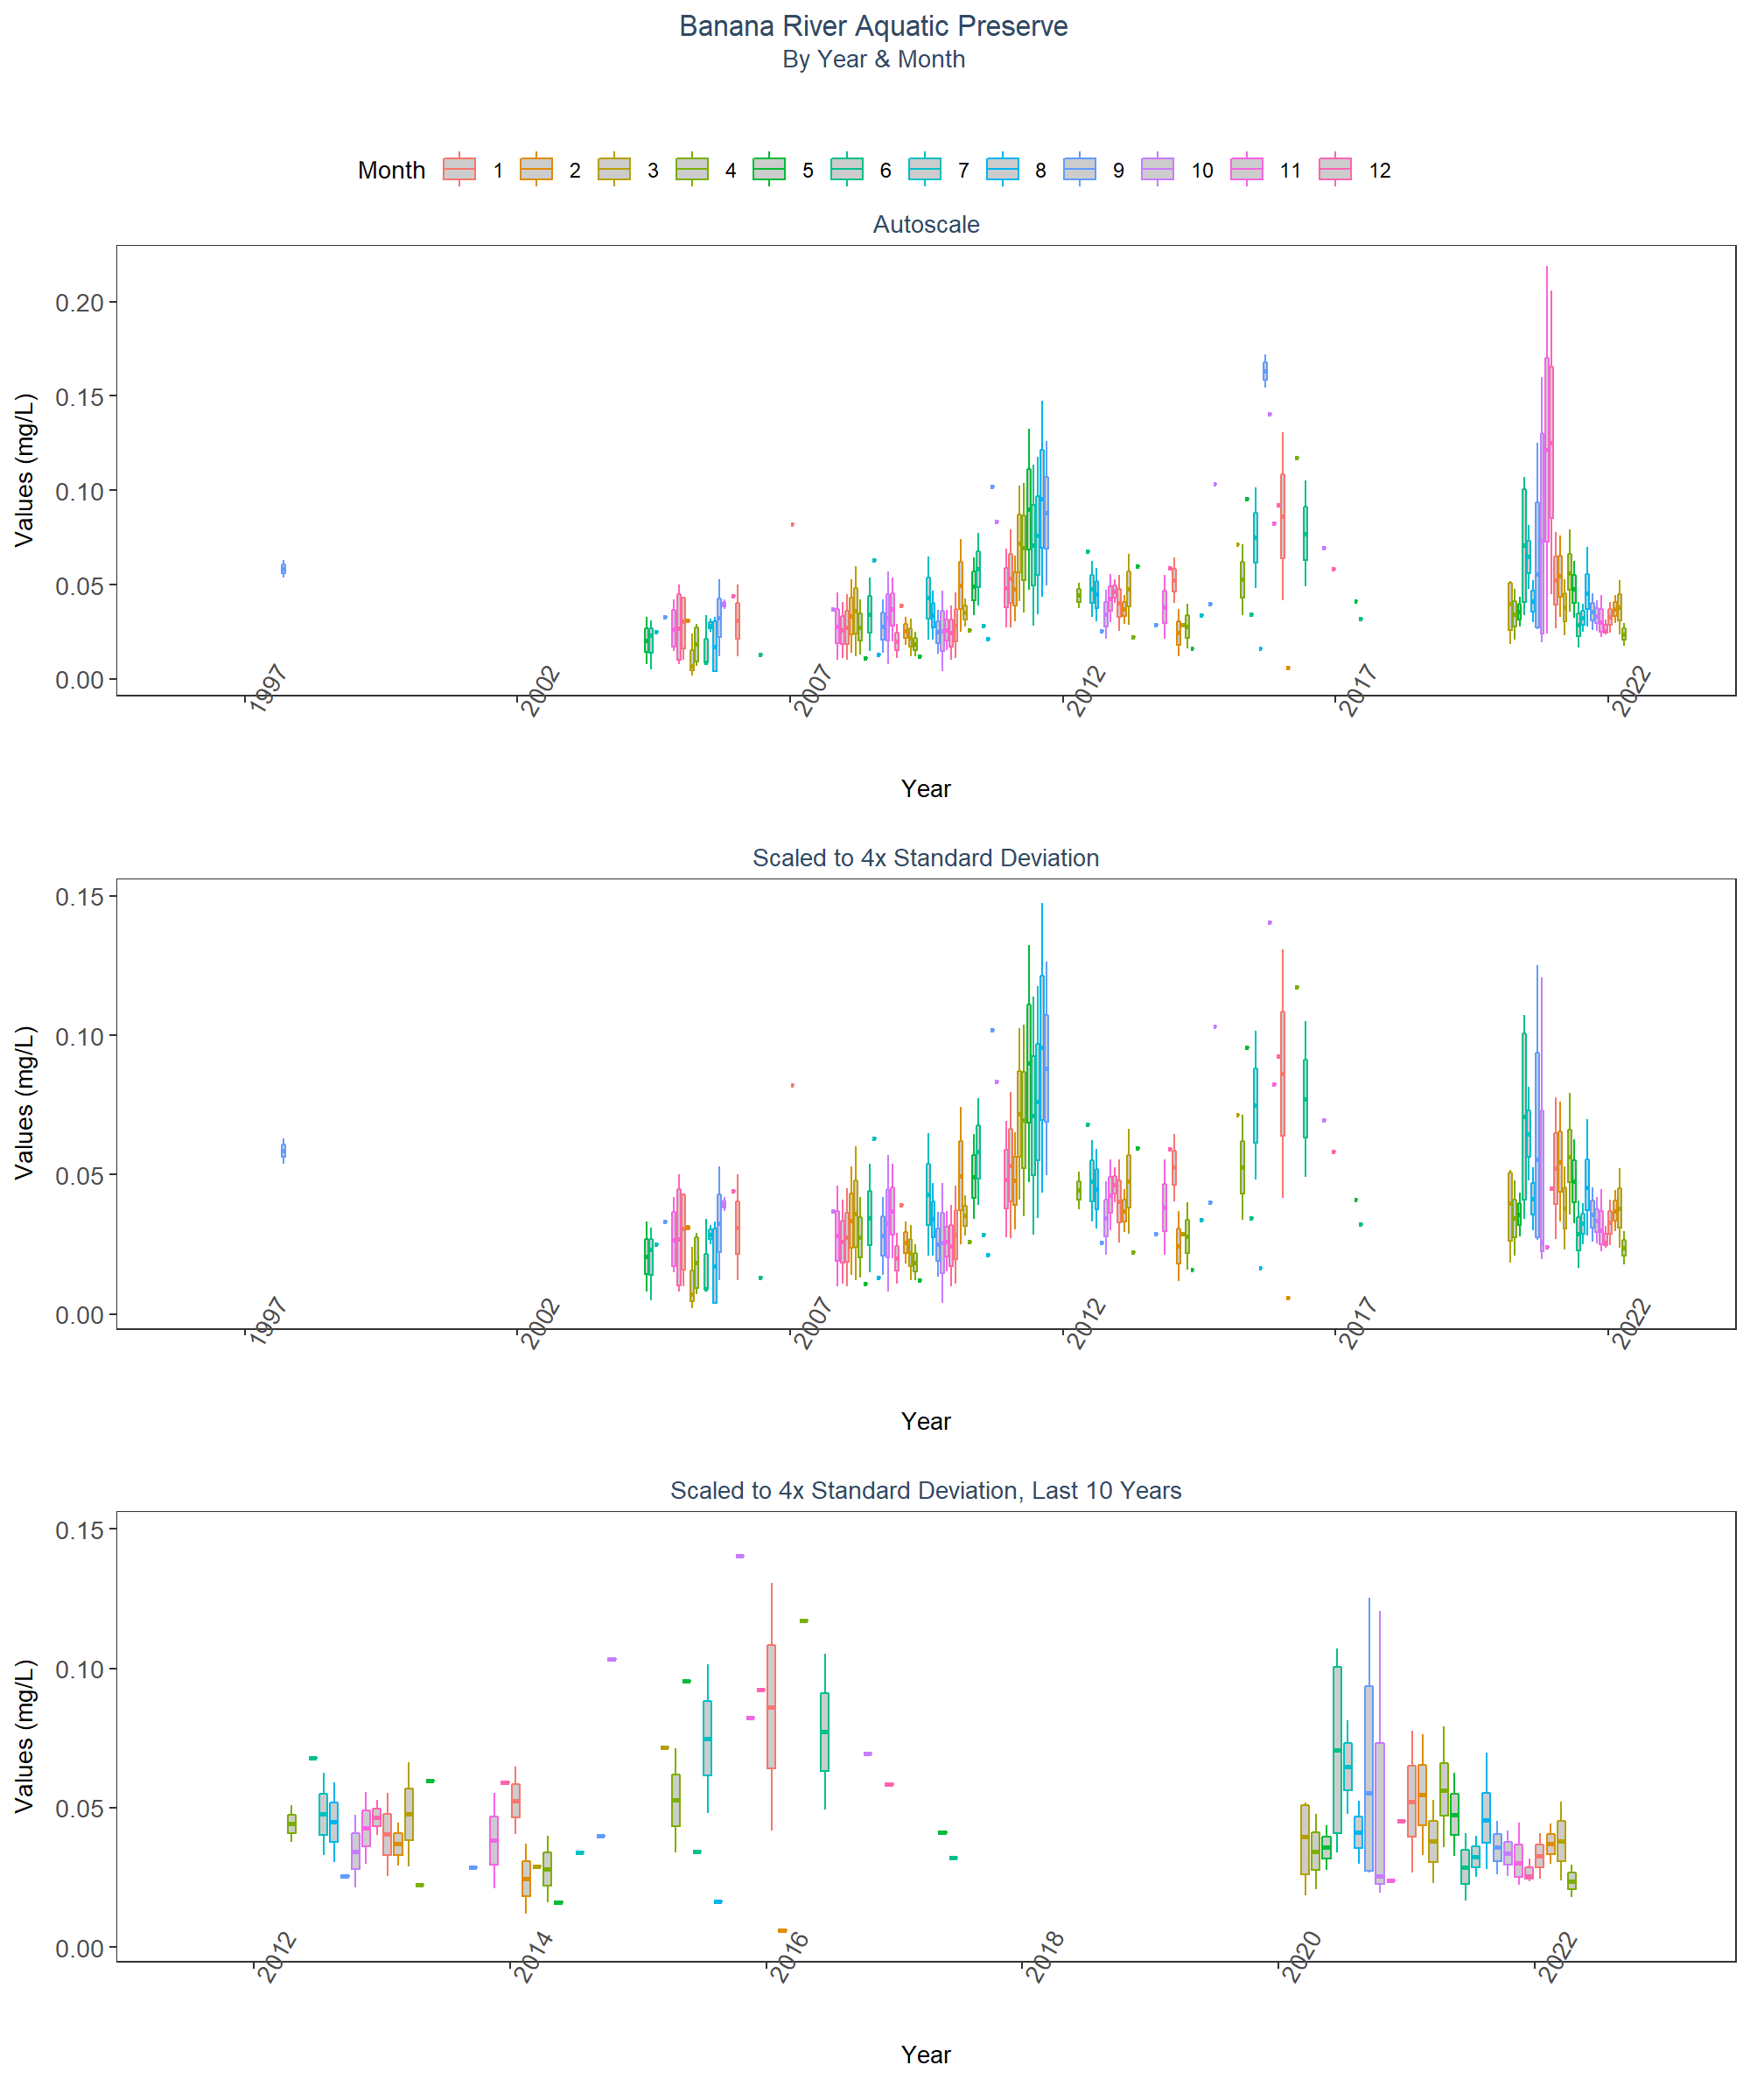 Banana River Aquatic Preserve
By Year & Month
Month 1 2 3 4 5 6 7 8 9 10 11 12
Autoscale
Values (mg/L)
0.20
0.15
0.10
0.05
0.00
1997 2002 2007 2012 2017 2022
Year
Scaled to 4x Standard Deviation
Values (mg/L)
0.15
0.10
0.05
0.00
1997 2002 2007 2012 2017 2022
Year
Scaled to 4x Standard Deviation, Last 10 Years
Values (mg/L)
0.15
0.10
0.05
0.00
2012 2014 2016 2018 2020 2022
Year